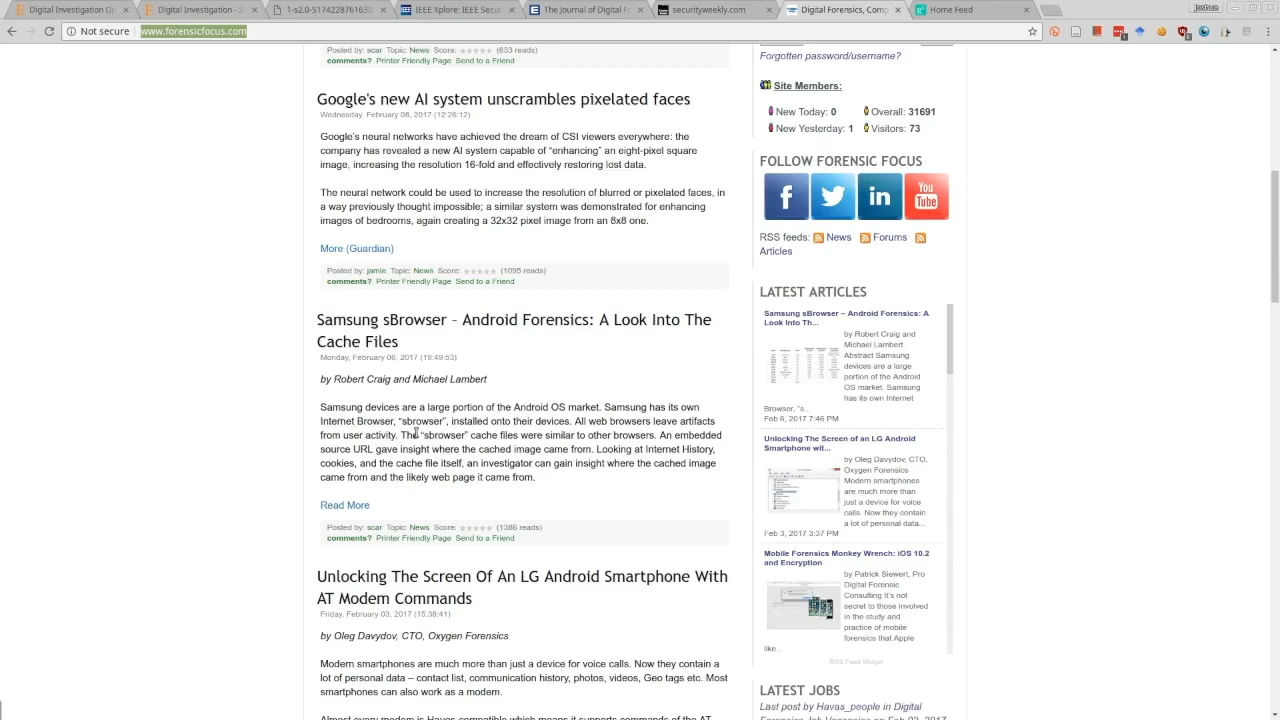 Digital Investigation Op
Digital Investigation - S
1-s2.0-S17422876163
IEEE Xplore: IEEE Secur
The Journal of Digital F
securityweekly.com
Digital Forensics, Comp
Home Feed
Not secure
www.forensicfocus.com
Posted by: scar Topic: News Score: (633 reads)
comments? Printer Friendly Page Send to a Friend
Google's new AI system unscrambles pixelated faces
Wednesday, February 08, 2017 (12:26:12)
Google's neural networks have achieved the dream of CSI viewers everywhere: the
company has revealed a new AI system capable of "enhancing" an eight-pixel square
image, increasing the resolution 16-fold and effectively restoring lost data.
The neural network could be used to increase the resolution of blurred or pixelated faces, in
a way previously thought impossible; a similar system was demonstrated for enhancing
images of bedrooms, again creating a 32x32 pixel image from an 8x8 one.
More (Guardian)
Posted by: jamie Topic: News Score: (1095 reads)
comments? Printer Friendly Page Send to a Friend
Samsung sBrowser - Android Forensics: A Look Into The
Cache Files
Monday, February 06, 2017 (19:49:53)
by Robert Craig and Michael Lambert
Samsung devices are a large portion of the Android OS market. Samsung has its own
Internet Browser, "sbrowser", installed onto their devices. All web browsers leave artifacts
from user activity. The "sbrowser" cache files were similar to other browsers. An embedded
source URL gave insight where the cached image came from. Looking at Internet History,
cookies, and the cache file itself, an investigator can gain insight where the cached image
came from and the likely web page it came from.
Read More
Posted by: scar Topic: News Score: (1386 reads)
comments? Printer Friendly Page Send to a Friend
Unlocking The Screen Of An LG Android Smartphone With
AT Modem Commands
Friday, February 03, 2017 (15:38:41)
by Oleg Davydov, CTO, Oxygen Forensics
Modern smartphones are much more than just a device for voice calls. Now they contain a
lot of personal data – contact list, communication history, photos, videos, Geo tags etc. Most
smartphones can also work as a modem.
Almost every modem is Hayes-compatible which means it supports commands of the AT
Forgotten password/username?
Site Members:
New Today: 0 Overall: 31691
New Yesterday: 1 Visitors: 73
FOLLOW FORENSIC FOCUS
You
Tube
RSS feeds: News Forums
Articles
LATEST ARTICLES
Samsung sBrowser – Android Forensics: A
Look Into Th...
by Robert Craig and
Michael Lambert
Abstract Samsung
devices are a large
portion of the Android
OS market. Samsung
has its own Internet
Browser, "s...
Feb 6, 2017 7:46 PM
Unlocking The Screen of an LG Android
Smartphone wit...
by Oleg Davydov, CTO,
Oxygen Forensics
Modern smartphones
are much more than
just a device for voice
calls. Now they contain
a lot of personal data...
Feb 3, 2017 3:37 PM
Mobile Forensics Monkey Wrench: iOS 10.2
and Encryption
by Patrick Siewert, Pro
Digital Forensic
Consulting It's not
secret to those involved
in the study and
practice of mobile
forensics that Apple
like...
RSS Feed Widget
LATEST JOBS
Last post by Havas_people in Digital